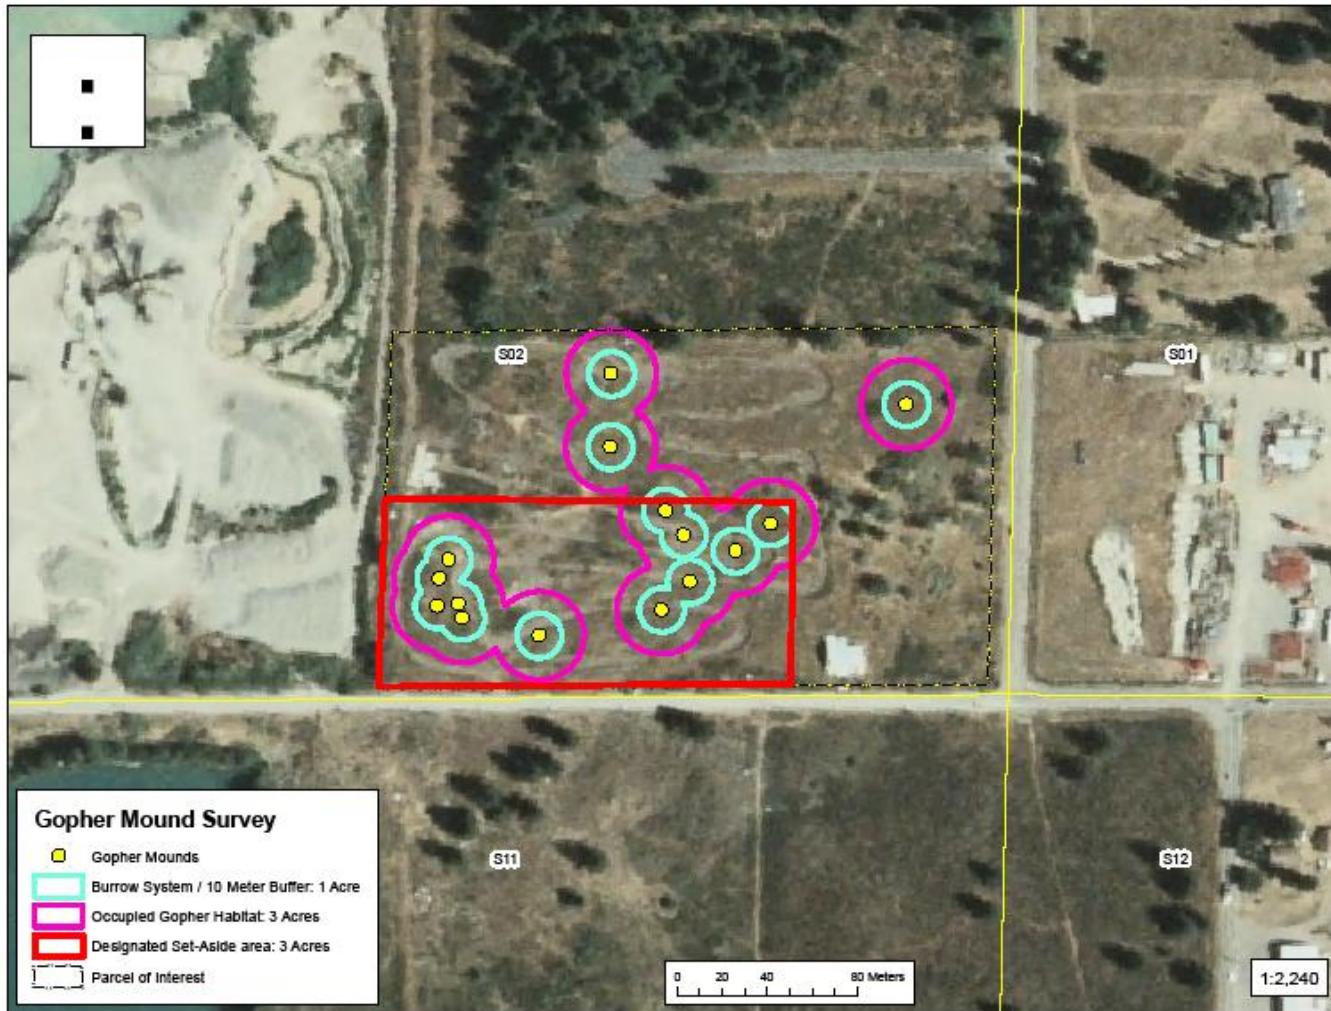 S02
S01
Gopher Mound Survey
Gopher Mounds
Burrow System / 10 Meter Buffer: 1 Acre
Occupied Gopher Habitat: 3 Acres
Designated Set-Aside area: 3 Acres
Parcel of Interest
S11
S12
0 20 40 80 Meters
1:2,240